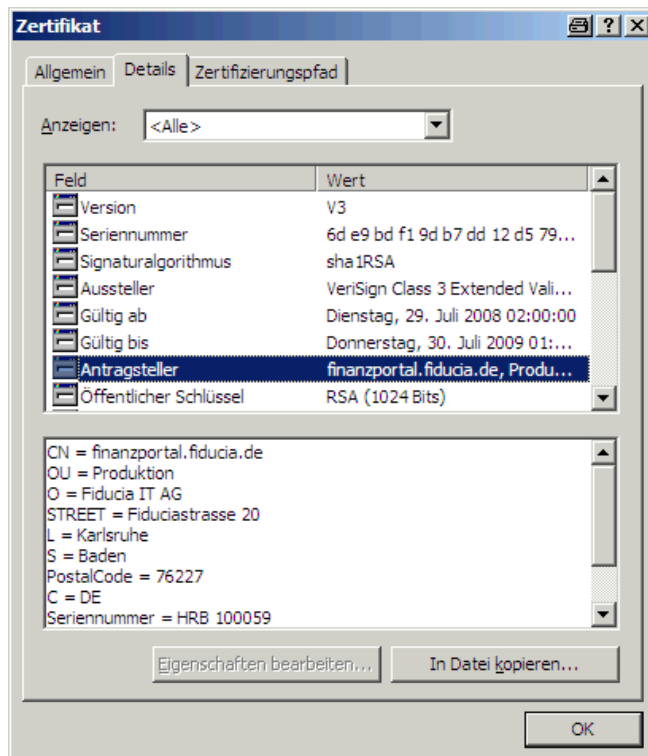 Zertifikat
Allgemein Details Zertifizierungspfad
Anzeigen: <Alle>
Feld Wert
Version V3
Seriennummer 6d e9 bd f1 9d b7 dd 12 d5 79...
Signaturalgorithmus sha1RSA
Aussteller VeriSign Class 3 Extended Vali...
Gültig ab Dienstag, 29. Juli 2008 02:00:00
Gültig bis Donnerstag, 30. Juli 2009 01:...
Antragsteller finanzportal.fiducia.de, Produ...
Öffentlicher Schlüssel RSA (1024 Bits)
CN = finanzportal.fiducia.de
OU = Produktion
O = Fiducia IT AG
STREET = Fiduciastrasse 20
L = Karlsruhe
S = Baden
PostalCode = 76227
C = DE
Seriennummer = HRB 100059
Eigenschaften bearbeiten... In Datei kopieren...
OK